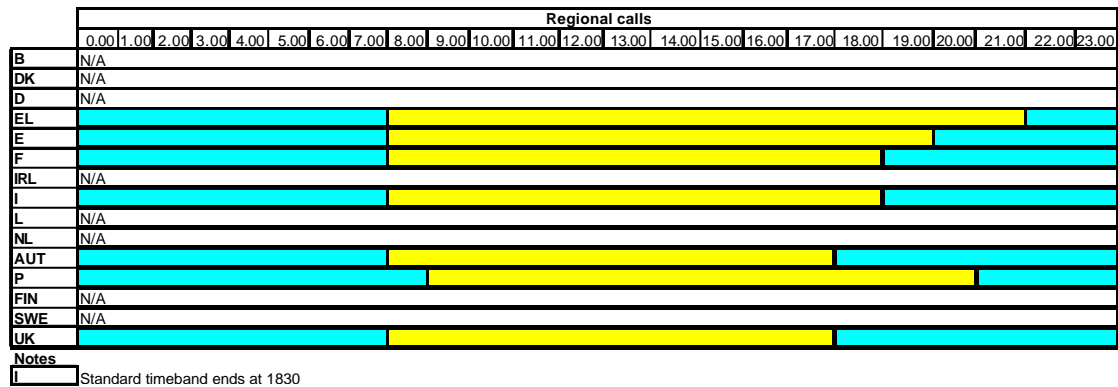 Regional calls
0.00 1.00 2.00 3.00 4.00 5.00 6.00 7.00 8.00 9.00 10.00 11.00 12.00 13.00 14.00 15.00 16.00 17.00 18.00 19.00 20.00 21.00 22.00 23.00
B N/A
DK N/A
D N/A
EL
E
F
IRL N/A
I
L N/A
NL N/A
AUT
P
FIN N/A
SWE N/A
UK
Notes
I Standard timeband ends at 1830